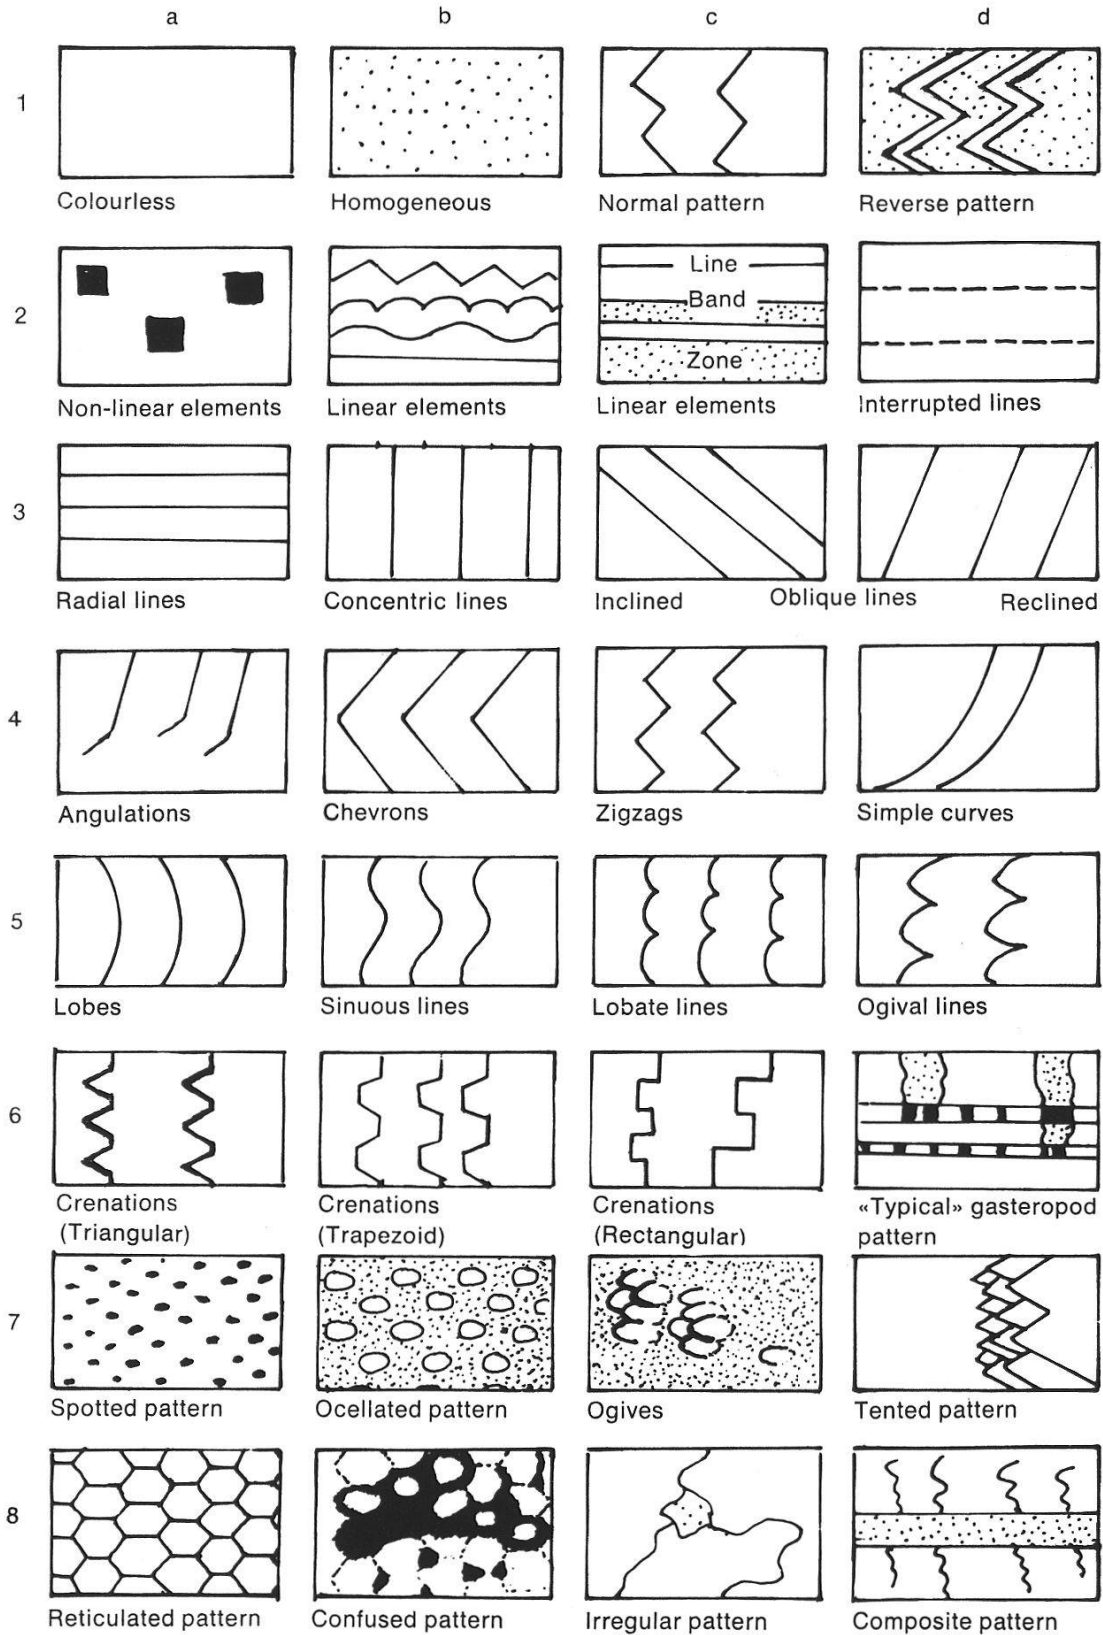 a b c d
1
Colourless Homogeneous Normal pattern Reverse pattern
2
Line
Band
Zone
Non-linear elements Linear elements Linear elements Interrupted lines
3
Radial lines Concentric lines Inclined Oblique lines Reclined
4
Angulations Chevrons Zigzags Simple curves
5
Lobes Sinuous lines Lobate lines Ogival lines
6
Crenations Crenations Crenations «Typical» gasteropod
(Triangular) (Trapezoid) (Rectangular) pattern
7
Spotted pattern Ocellated pattern Ogives Tented pattern
8
Reticulated pattern Confused pattern Irregular pattern Composite pattern